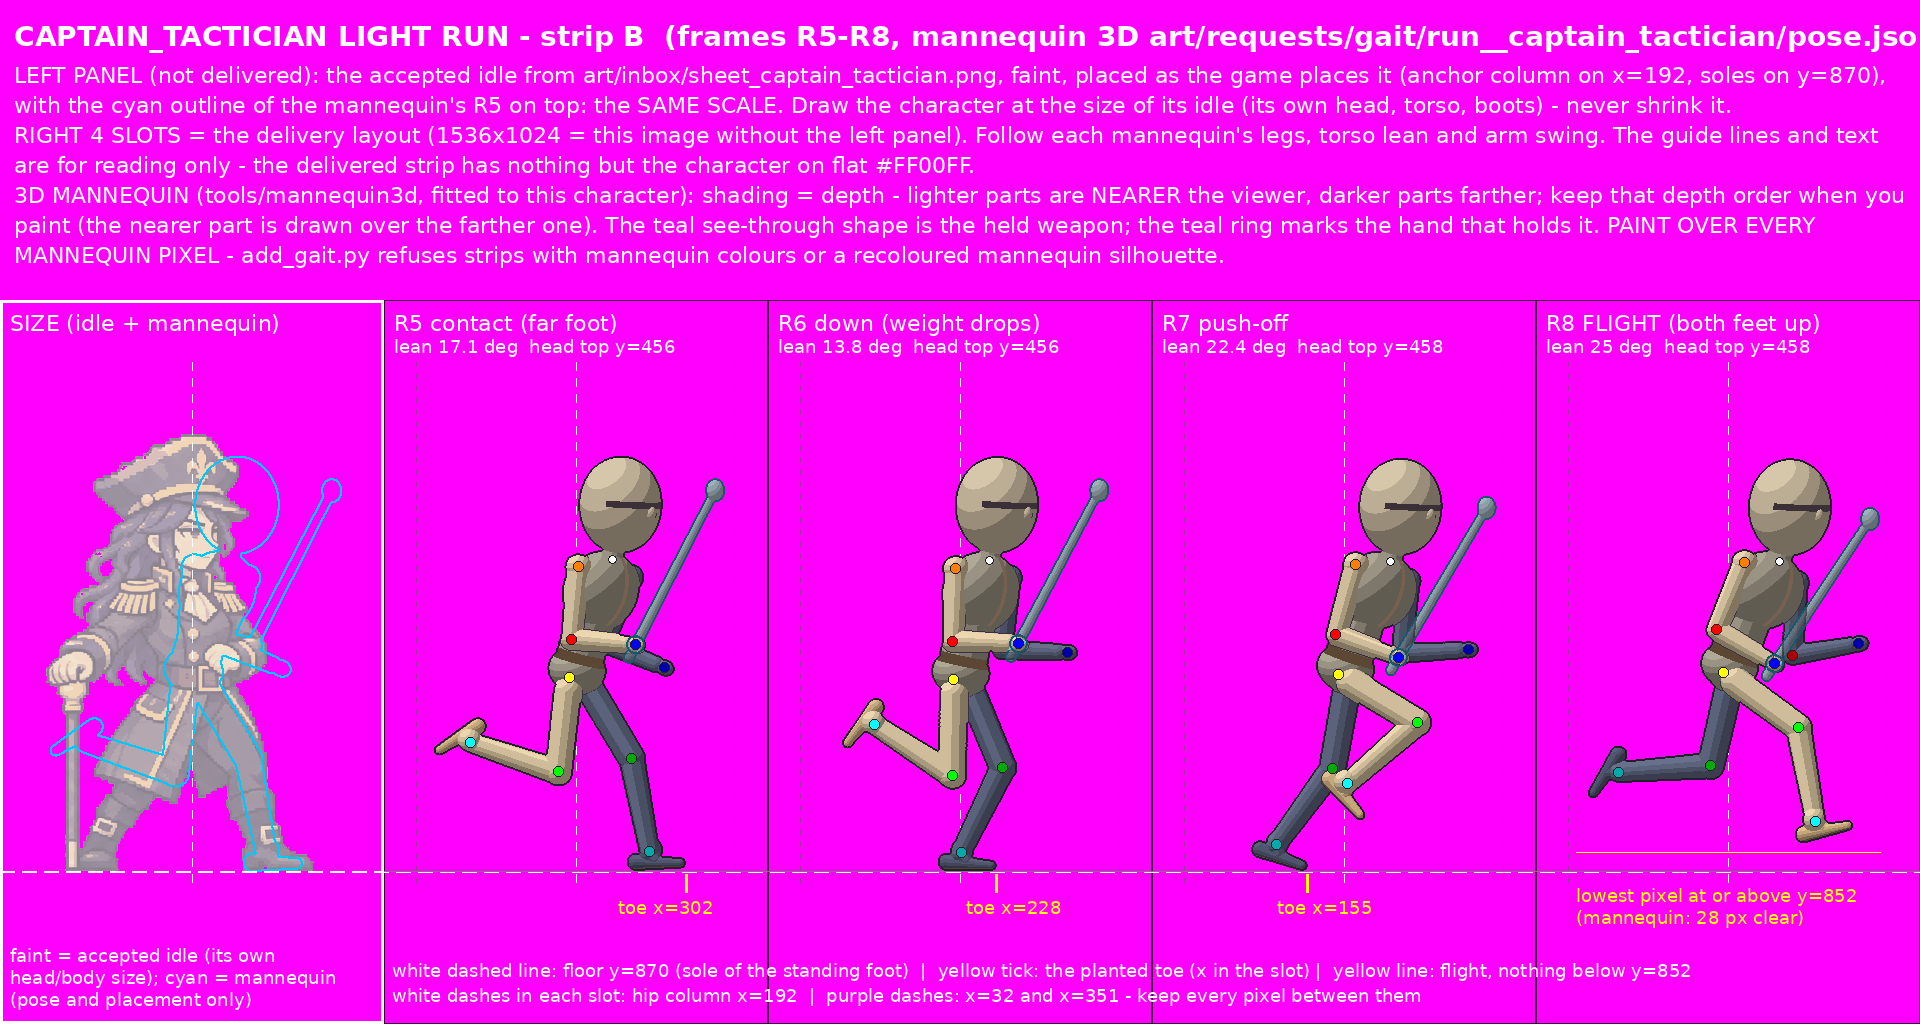 CAPTAIN_TACTICIAN LIGHT RUN - strip B  (frames R5-R8, mannequin 3D art/requests/gait/run__captain_tactician/pose.jso
LEFT PANEL (not delivered): the accepted idle from art/inbox/sheet_captain_tactician.png, faint, placed as the game places it (anchor column on x=192, soles on y=870),
with the cyan outline of the mannequin's R5 on top: the SAME SCALE. Draw the character at the size of its idle (its own head, torso, boots) - never shrink it.
RIGHT 4 SLOTS = the delivery layout (1536x1024 = this image without the left panel). Follow each mannequin's legs, torso lean and arm swing. The guide lines and text
are for reading only - the delivered strip has nothing but the character on flat #FF00FF.
3D MANNEQUIN (tools/mannequin3d, fitted to this character): shading = depth - lighter parts are NEARER the viewer, darker parts farther; keep that depth order when you
paint (the nearer part is drawn over the farther one). The teal see-through shape is the held weapon; the teal ring marks the hand that holds it. PAINT OVER EVERY
MANNEQUIN PIXEL - add_gait.py refuses strips with mannequin colours or a recoloured mannequin silhouette.
SIZE (idle + mannequin)
R5 contact (far foot)
lean 17.1 deg  head top y=456
R6 down (weight drops)
lean 13.8 deg  head top y=456
R7 push-off
lean 22.4 deg  head top y=458
R8 FLIGHT (both feet up)
lean 25 deg  head top y=458
toe x=302
toe x=228
toe x=155
lowest pixel at or above y=852
(mannequin: 28 px clear)
faint = accepted idle (its own
head/body size); cyan = mannequin
(pose and placement only)
white dashed line: floor y=870 (sole of the standing foot)  |  yellow tick: the planted toe (x in the slot) |  yellow line: flight, nothing below y=852
white dashes in each slot: hip column x=192  |  purple dashes: x=32 and x=351 - keep every pixel between them